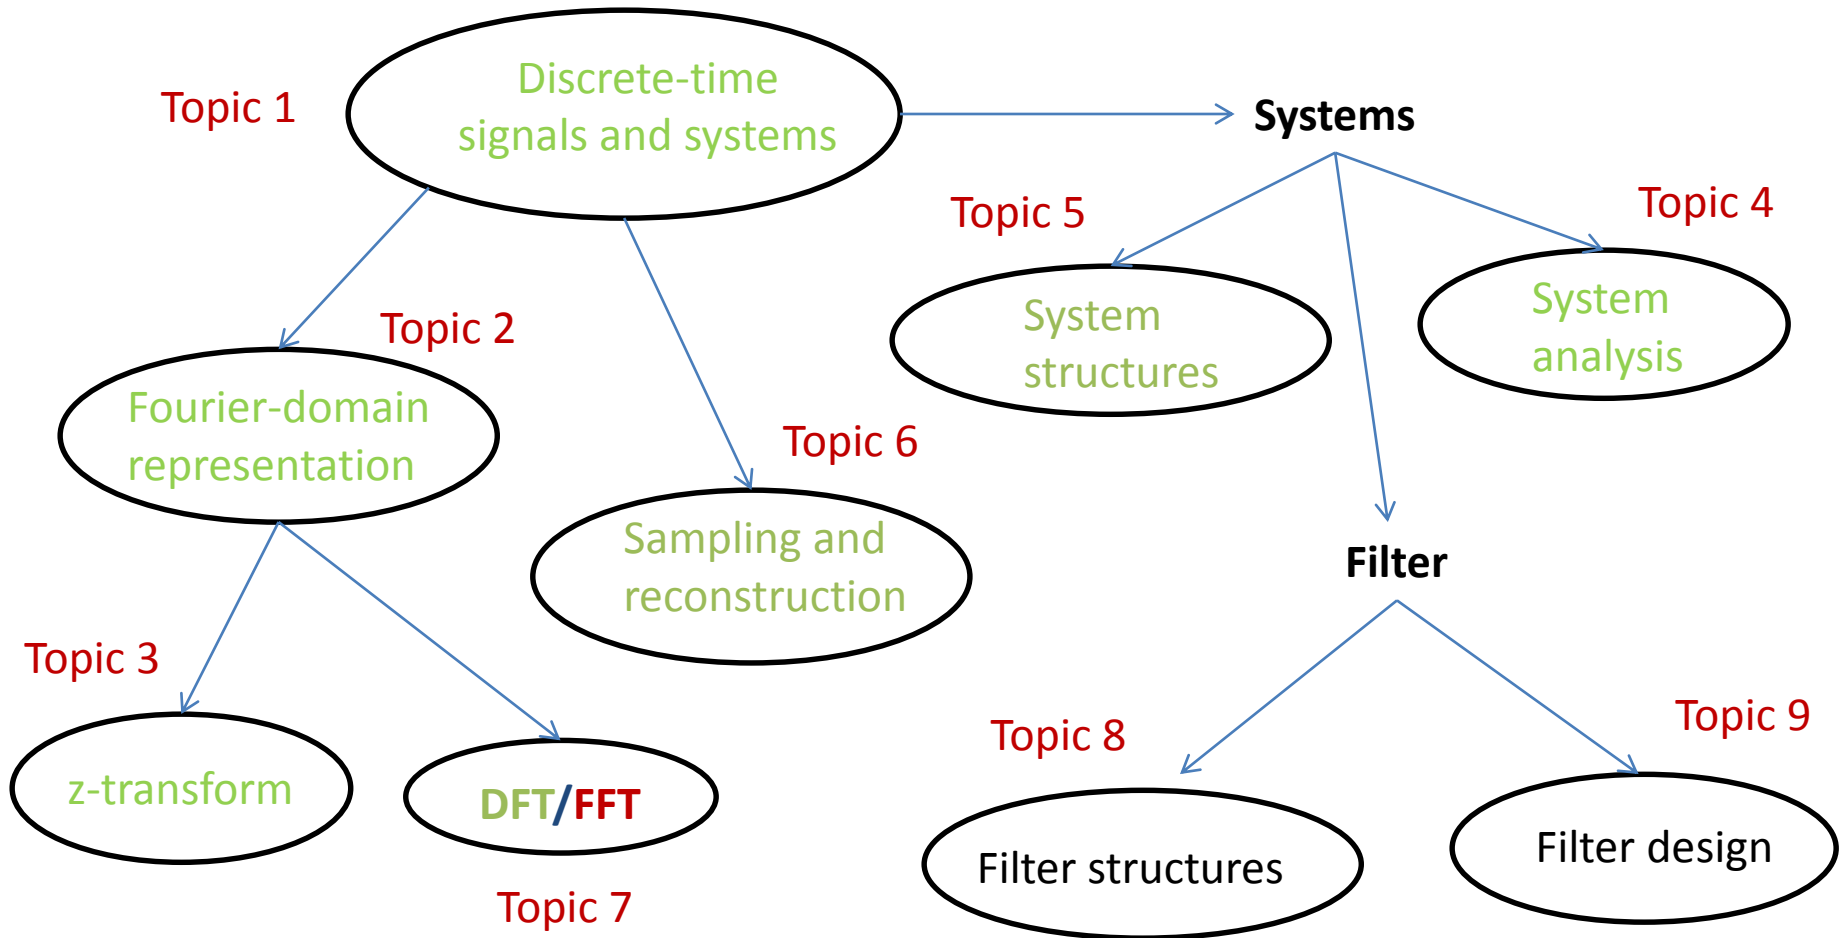 Topic 1
Discrete-time
signals and systems
Systems
Topic 5
Topic 4
System
structures
System
analysis
Topic 2
Fourier-domain
representation
Topic 6
Sampling and
reconstruction
Filter
Topic 3
z-transform
DFT/FFT
Topic 7
Topic 8
Filter structures
Topic 9
Filter design